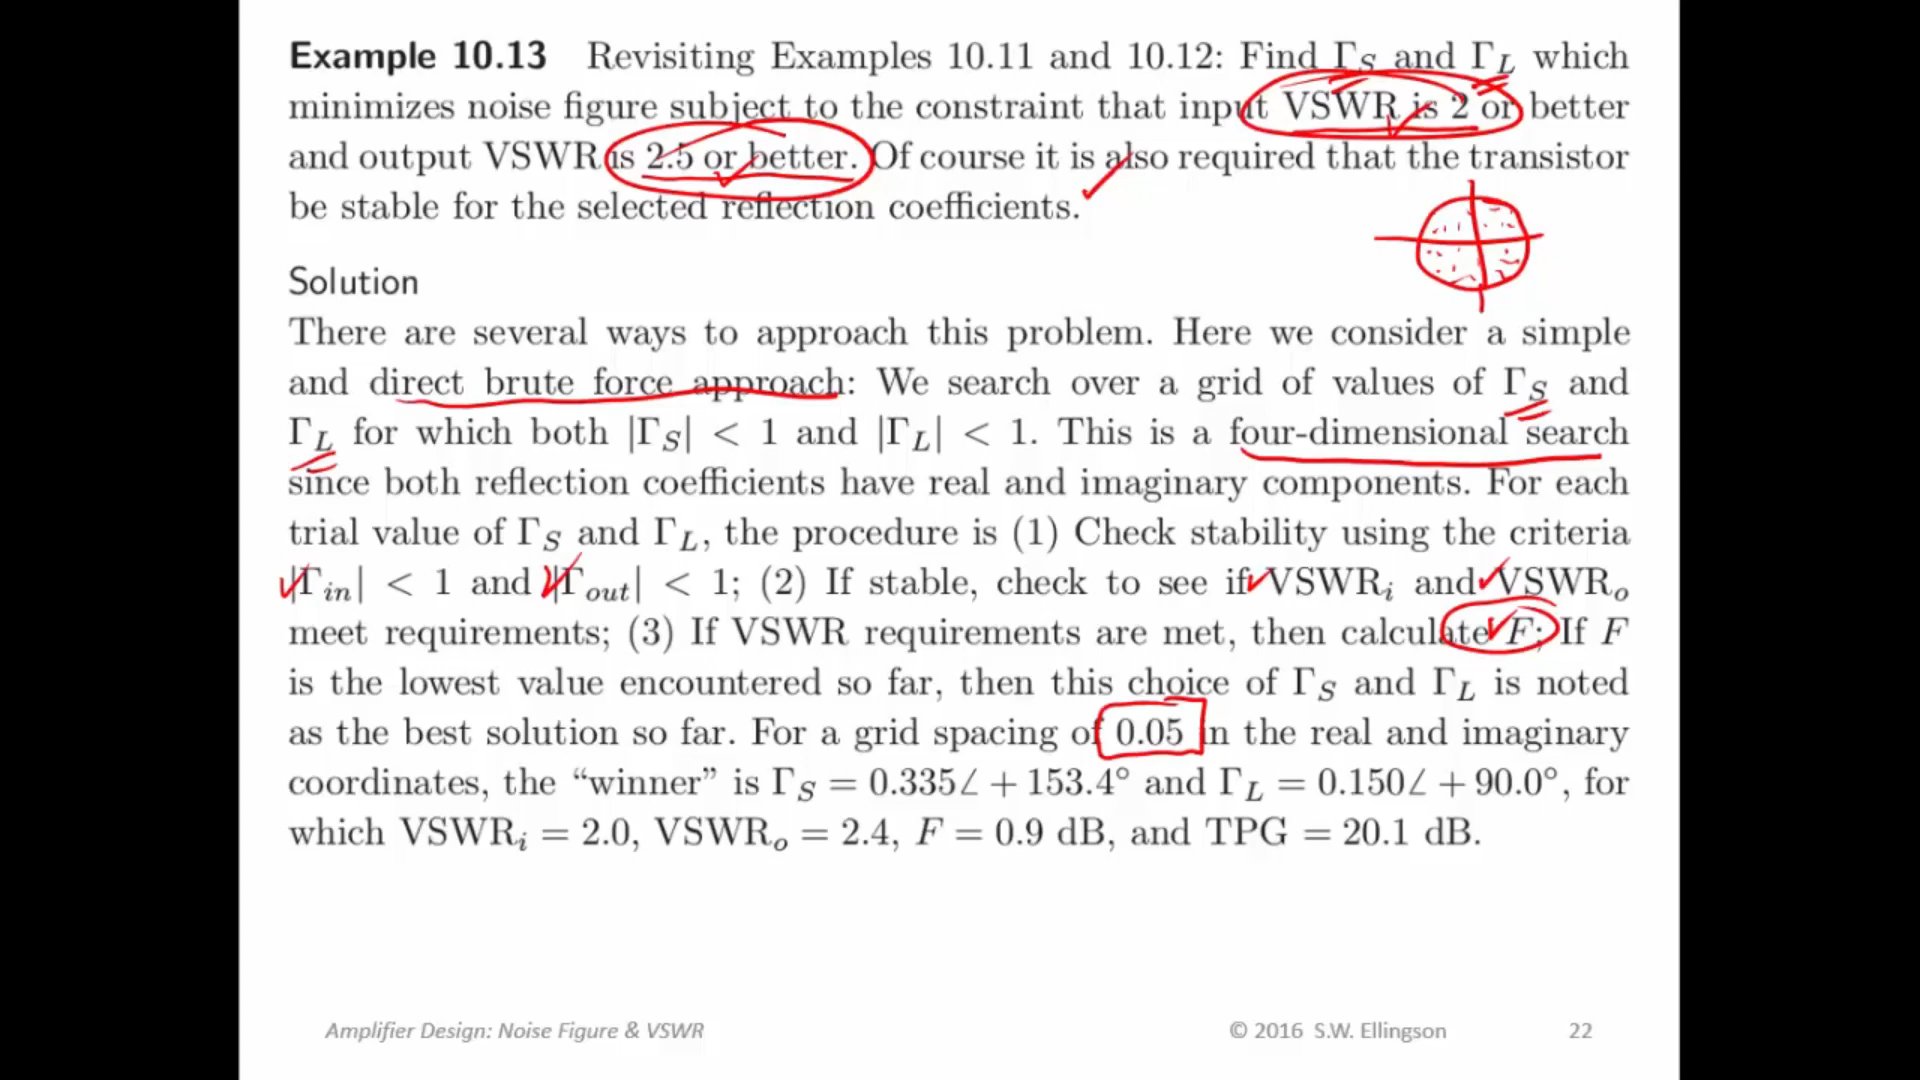 Example 10.13 Revisiting Examples 10.11 and 10.12: Find Γ_S and Γ_L which
minimizes noise figure subject to the constraint that input VSWR is 2 or better
and output VSWR is 2.5 or better. Of course it is also required that the transistor
be stable for the selected reflection coefficients.
Solution
There are several ways to approach this problem. Here we consider a simple
and direct brute force approach: We search over a grid of values of Γ_S and
Γ_L for which both |Γ_S| < 1 and |Γ_L| < 1. This is a four-dimensional search
since both reflection coefficients have real and imaginary components. For each
trial value of Γ_S and Γ_L, the procedure is (1) Check stability using the criteria
|Γ_in| < 1 and |Γ_out| < 1; (2) If stable, check to see if VSWR_i and VSWR_o
meet requirements; (3) If VSWR requirements are met, then calculate F; If F
is the lowest value encountered so far, then this choice of Γ_S and Γ_L is noted
as the best solution so far. For a grid spacing of 0.05 in the real and imaginary
coordinates, the “winner” is Γ_S = 0.335∠ + 153.4° and Γ_L = 0.150∠ + 90.0°, for
which VSWR_i = 2.0, VSWR_o = 2.4, F = 0.9 dB, and TPG = 20.1 dB.
Amplifier Design: Noise Figure & VSWR © 2016 S.W. Ellingson 22